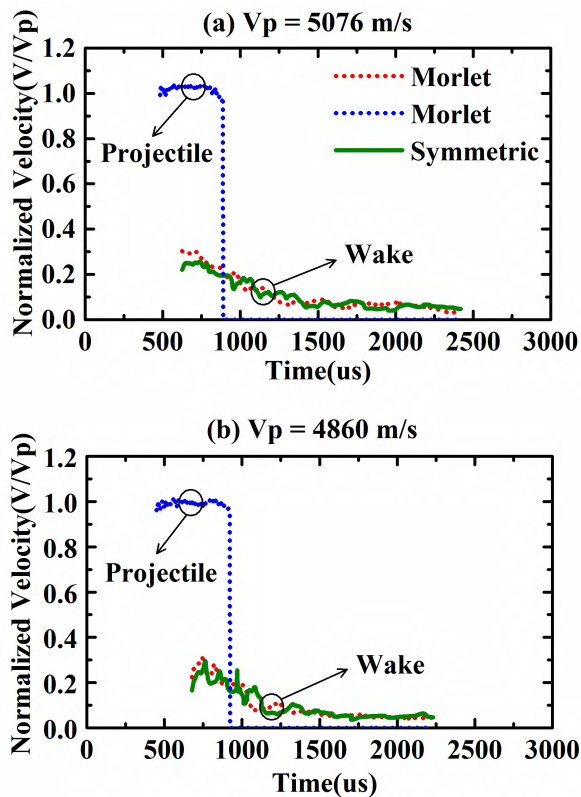 (a) Vp = 5076 m/s
Normalized Velocity(V/Vp)
1.2
1.0
0.8
0.6
0.4
0.2
0.0
Morlet
Morlet
Symmetric
Projectile
Wake
0 500 1000 1500 2000 2500 3000
Time(us)
(b) Vp = 4860 m/s
Normalized Velocity(V/Vp)
1.2
1.0
0.8
0.6
0.4
0.2
0.0
Projectile
Wake
0 500 1000 1500 2000 2500 3000
Time(us)